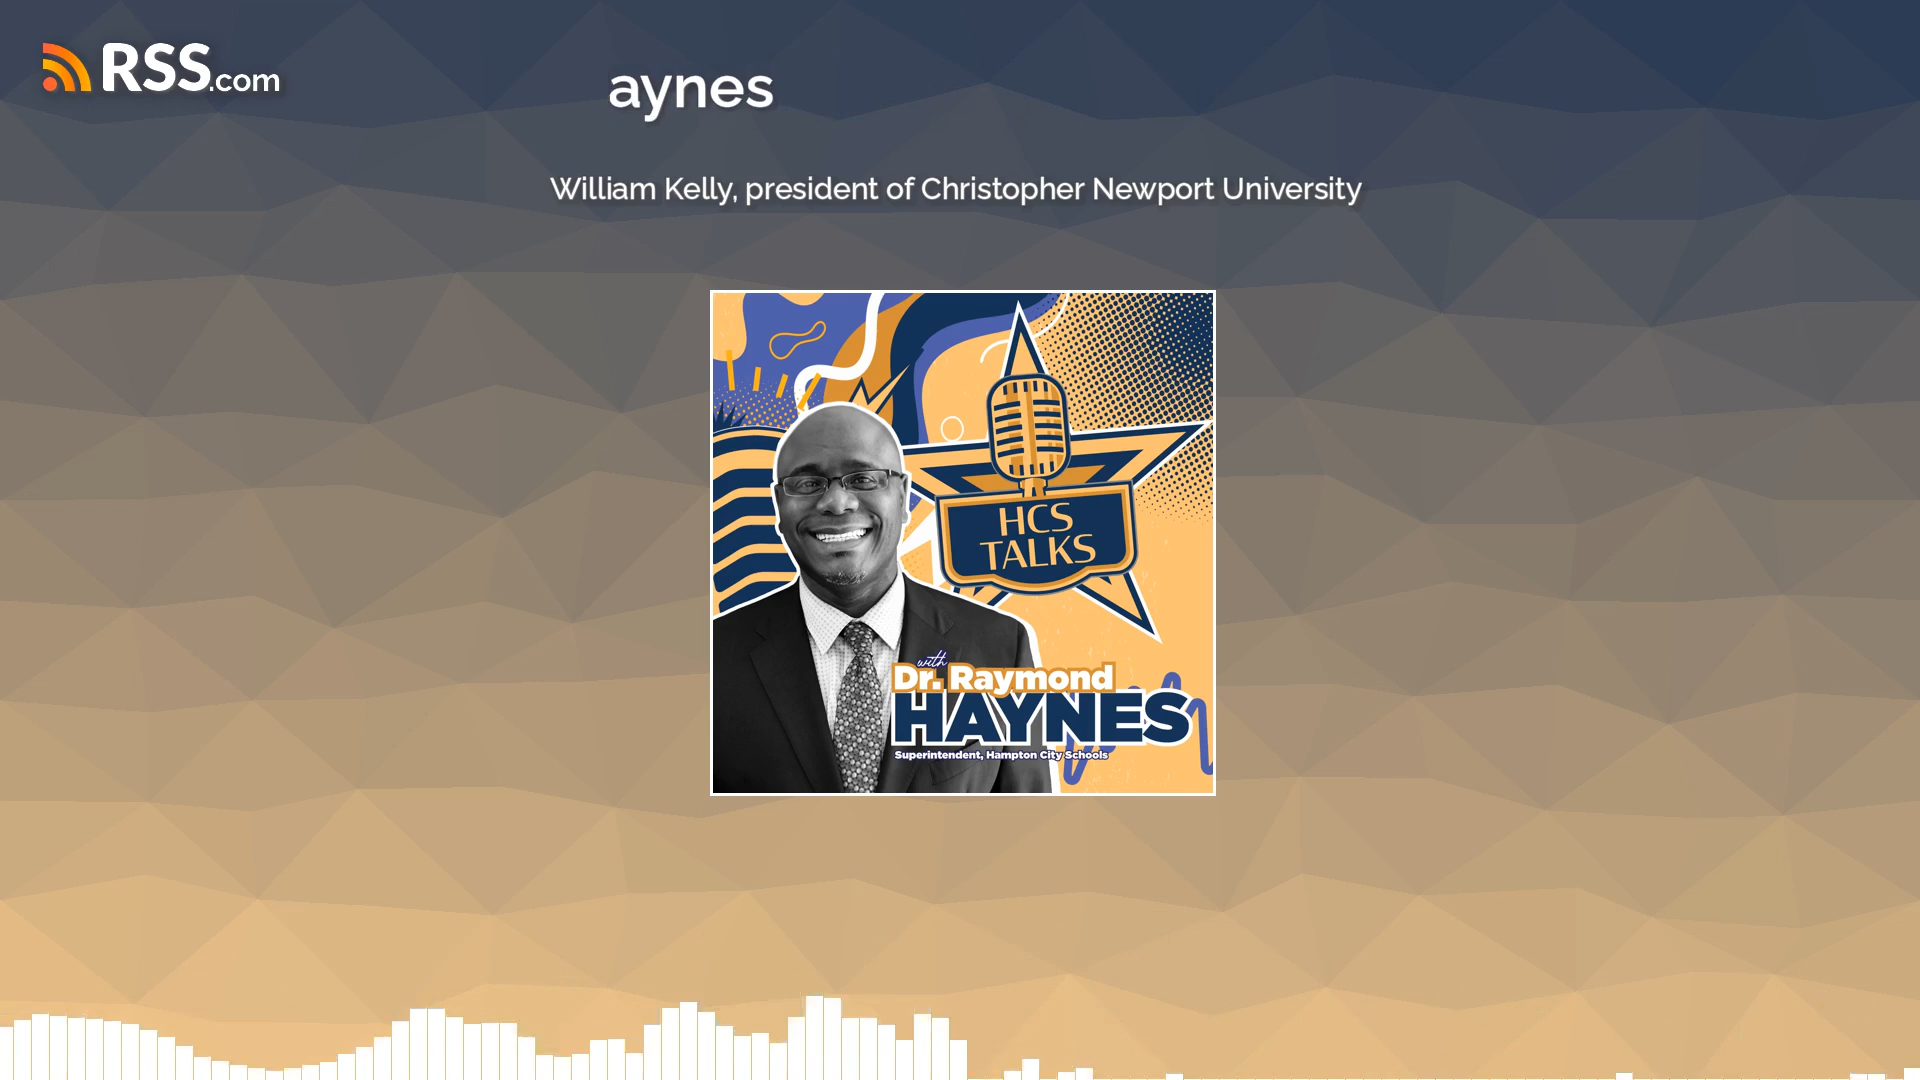 RSS.com
aynes
William Kelly, president of Christopher Newport University
HCS
TALKS
with
Dr. Raymond
HAYNES
Superintendent, Hampton City Schools